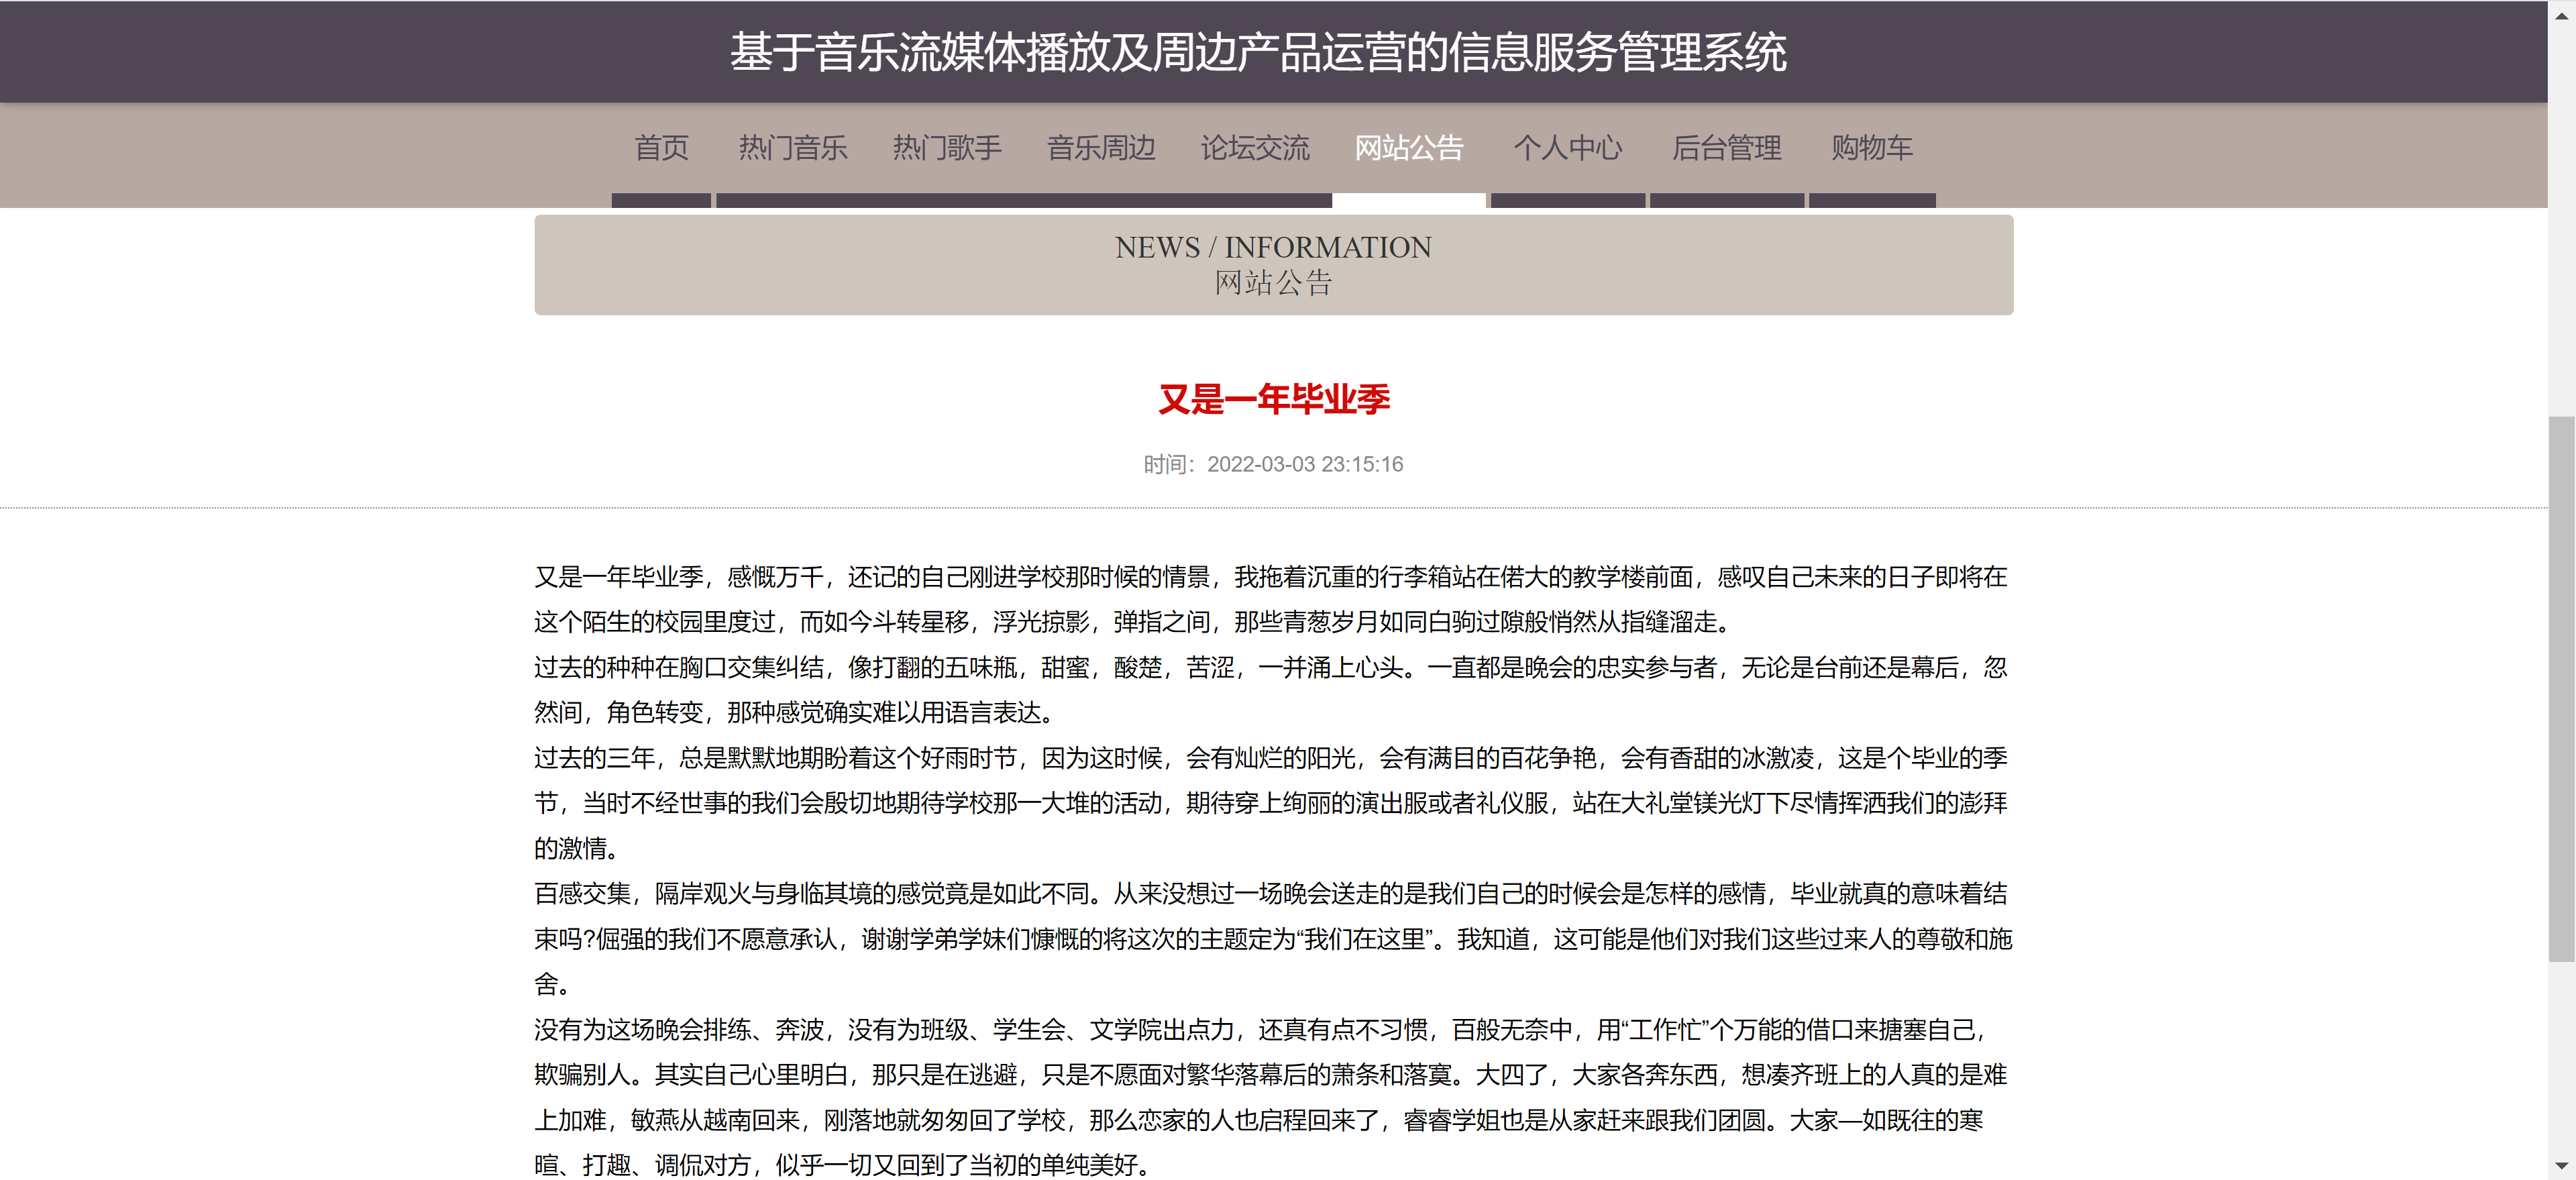 基于音乐流媒体播放及周边产品运营的信息服务管理系统
首页 热门音乐 热门歌手 音乐周边 论坛交流 网站公告 个人中心 后台管理 购物车
NEWS / INFORMATION
网站公告
又是一年毕业季
时间：2022-03-03 23:15:16
又是一年毕业季，感慨万千，还记的自己刚进学校那时候的情景，我拖着沉重的行李箱站在偌大的教学楼前面，感叹自己未来的日子即将在
这个陌生的校园里度过，而如今斗转星移，浮光掠影，弹指之间，那些青葱岁月如同白驹过隙般悄然从指缝溜走。
过去的种种在胸口交集纠结，像打翻的五味瓶，甜蜜，酸楚，苦涩，一并涌上心头。一直都是晚会的忠实参与者，无论是台前还是幕后，忽
然间，角色转变，那种感觉确实难以用语言表达。
过去的三年，总是默默地期盼着这个好雨时节，因为这时候，会有灿烂的阳光，会有满目的百花争艳，会有香甜的冰激凌，这是个毕业的季
节，当时不经世事的我们会殷切地期待学校那一大堆的活动，期待穿上绚丽的演出服或者礼仪服，站在大礼堂镁光灯下尽情挥洒我们的澎拜
的激情。
百感交集，隔岸观火与身临其境的感觉竟是如此不同。从来没想过一场晚会送走的是我们自己的时候会是怎样的感情，毕业就真的意味着结
束吗?倔强的我们不愿意承认，谢谢学弟学妹们慷慨的将这次的主题定为“我们在这里”。我知道，这可能是他们对我们这些过来人的尊敬和施
舍。
没有为这场晚会排练、奔波，没有为班级、学生会、文学院出点力，还真有点不习惯，百般无奈中，用“工作忙”个万能的借口来搪塞自己，
欺骗别人。其实自己心里明白，那只是在逃避，只是不愿面对繁华落幕后的萧条和落寞。大四了，大家各奔东西，想凑齐班上的人真的是难
上加难，敏燕从越南回来，刚落地就匆匆回了学校，那么恋家的人也启程回来了，睿睿学姐也是从家赶来跟我们团圆。大家—如既往的寒
暄、打趣、调侃对方，似乎一切又回到了当初的单纯美好。